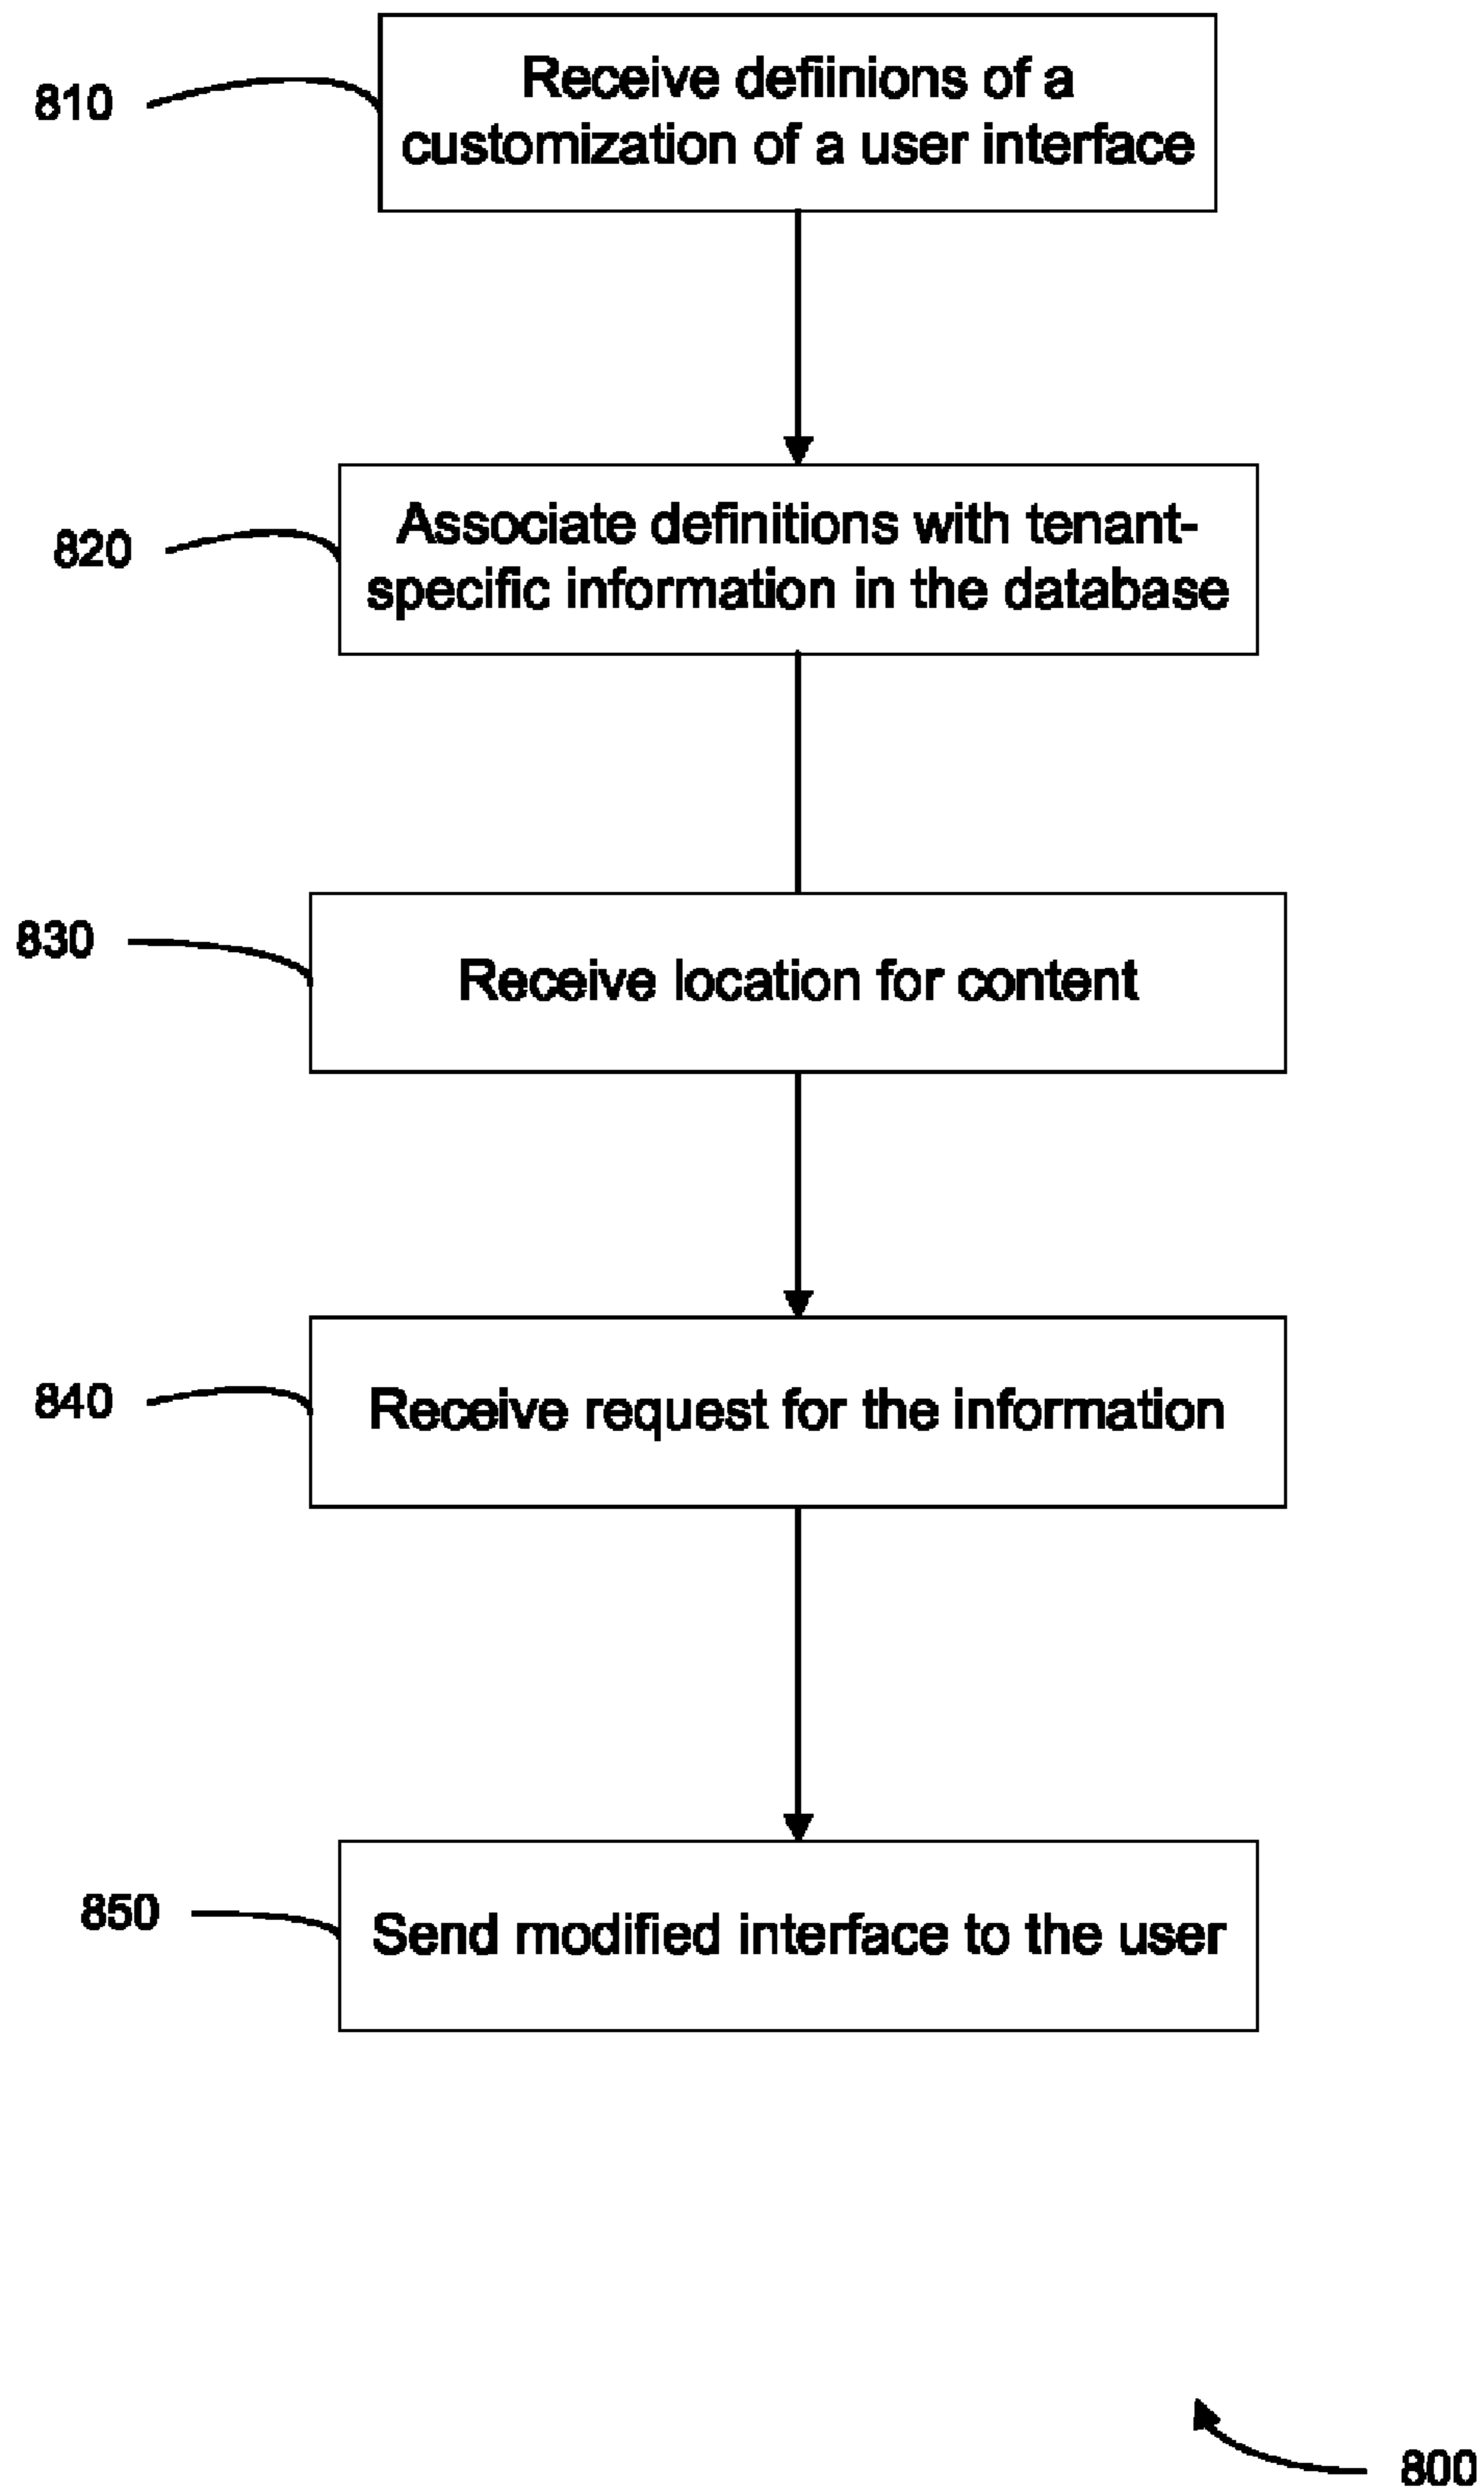 810
Receive defiinions of a
customization of a user interface
820
Associate definitions with tenant-
specific information in the database
830
Receive location for content
840
Receive request for the information
850
Send modified interface to the user
800